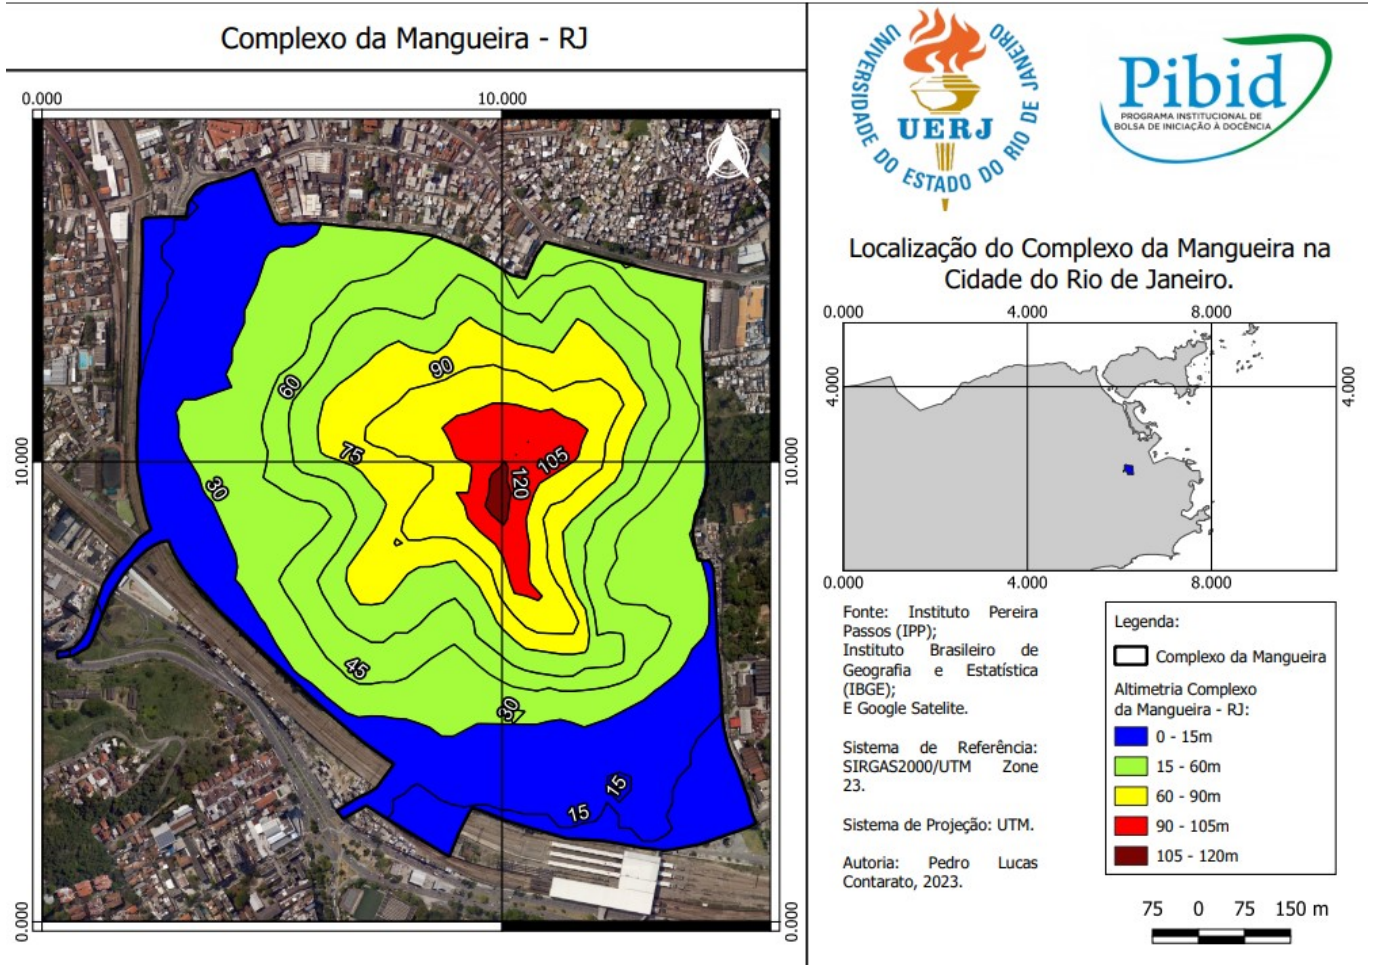 Complexo da Mangueira - RJ
0.000
10.000
10.000
10.000
0.000
0.000
90
60
75
105
120
30
45
30
15
15
UNIVERSIDADE DO ESTADO DO RIO DE JANEIRO
UERJ
Pibid
PROGRAMA INSTITUCIONAL DE
BOLSA DE INICIAÇÃO À DOCÊNCIA
Localização do Complexo da Mangueira na
Cidade do Rio de Janeiro.
0.000
4.000
8.000
4.000
4.000
0.000
4.000
8.000
Fonte: Instituto Pereira
Passos (IPP);
Instituto Brasileiro de
Geografia e Estatística
(IBGE);
E Google Satelite.
Sistema de Referência:
SIRGAS2000/UTM Zone
23.
Sistema de Projeção: UTM.
Autoria: Pedro Lucas
Contarato, 2023.
Legenda:
Complexo da Mangueira
Altimetria Complexo
da Mangueira - RJ:
0 - 15m
15 - 60m
60 - 90m
90 - 105m
105 - 120m
75 0 75 150 m